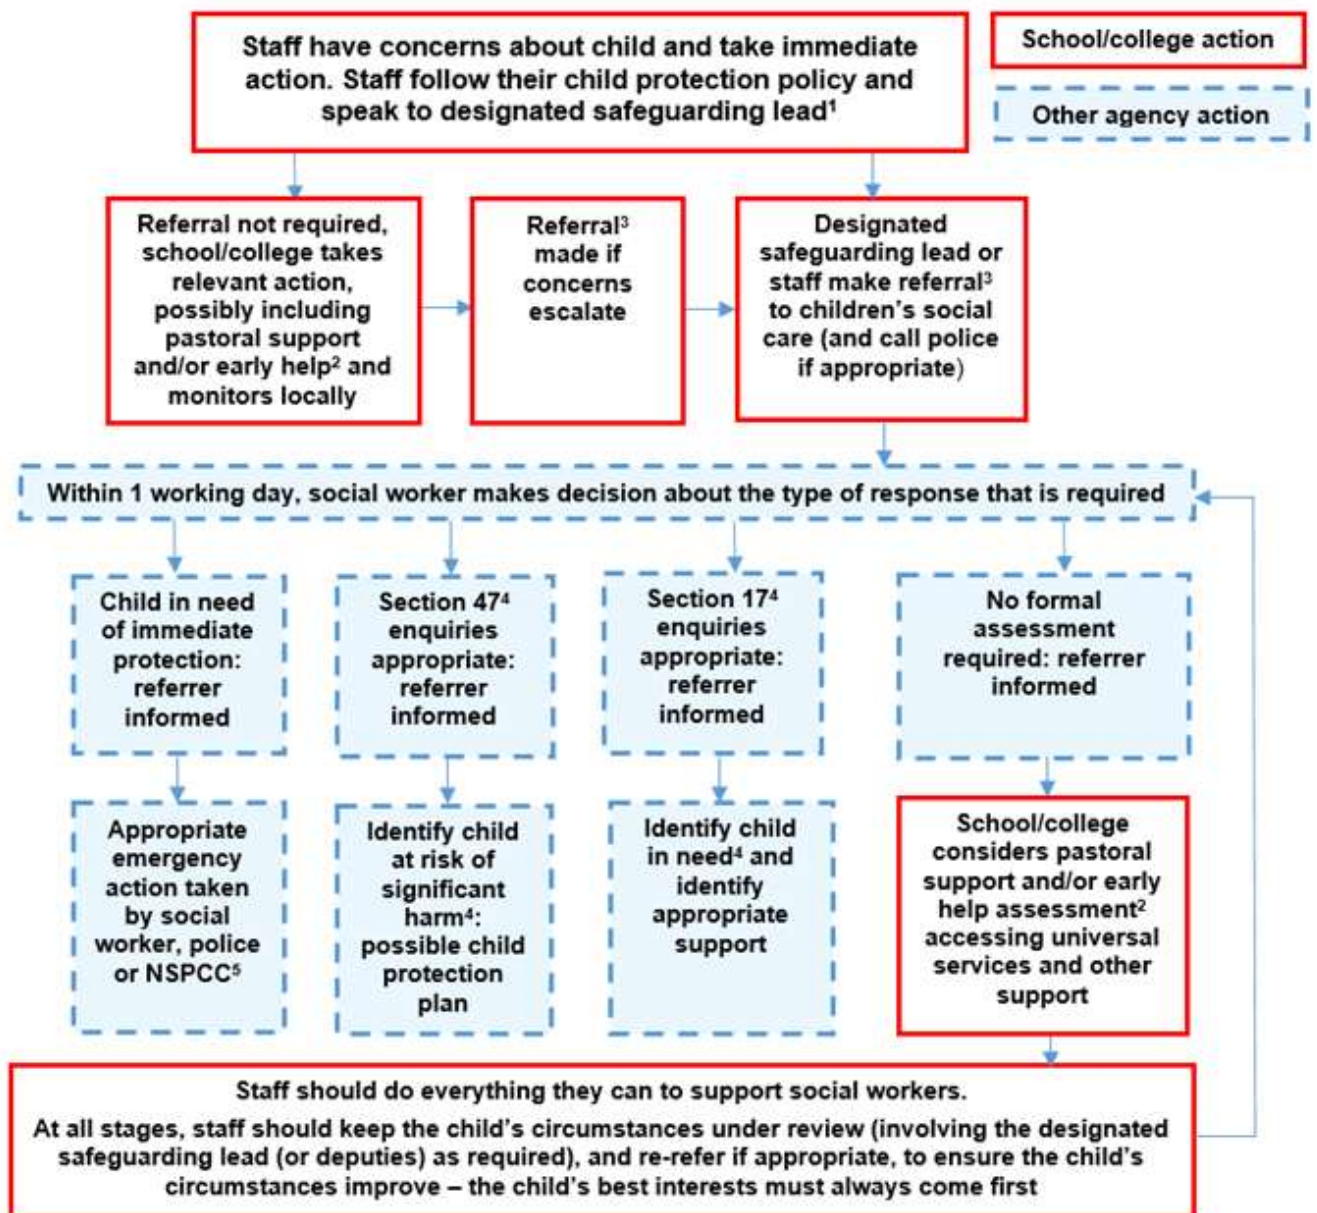 Staff have concerns about child and take immediate
action. Staff follow their child protection policy and
speak to designated safeguarding lead¹
School/college action
Other agency action
Referral not required,
school/college takes
relevant action,
possibly including
pastoral support
and/or early help² and
monitors locally
Referral³
made if
concerns
escalate
Designated
safeguarding lead or
staff make referral³
to children’s social
care (and call police
if appropriate)
Within 1 working day, social worker makes decision about the type of response that is required
Child in need
of immediate
protection:
referrer
informed
Section 47⁴
enquiries
appropriate:
referrer
informed
Section 17⁴
enquiries
appropriate:
referrer
informed
No formal
assessment
required: referrer
informed
Appropriate
emergency
action taken
by social
worker, police
or NSPCC⁵
Identify child
at risk of
significant
harm⁴:
possible child
protection
plan
Identify child
in need⁴ and
identify
appropriate
support
School/college
considers pastoral
support and/or early
help assessment²
accessing universal
services and other
support
Staff should do everything they can to support social workers.
At all stages, staff should keep the child’s circumstances under review (involving the designated
safeguarding lead (or deputies) as required), and re-refer if appropriate, to ensure the child’s
circumstances improve – the child’s best interests must always come first